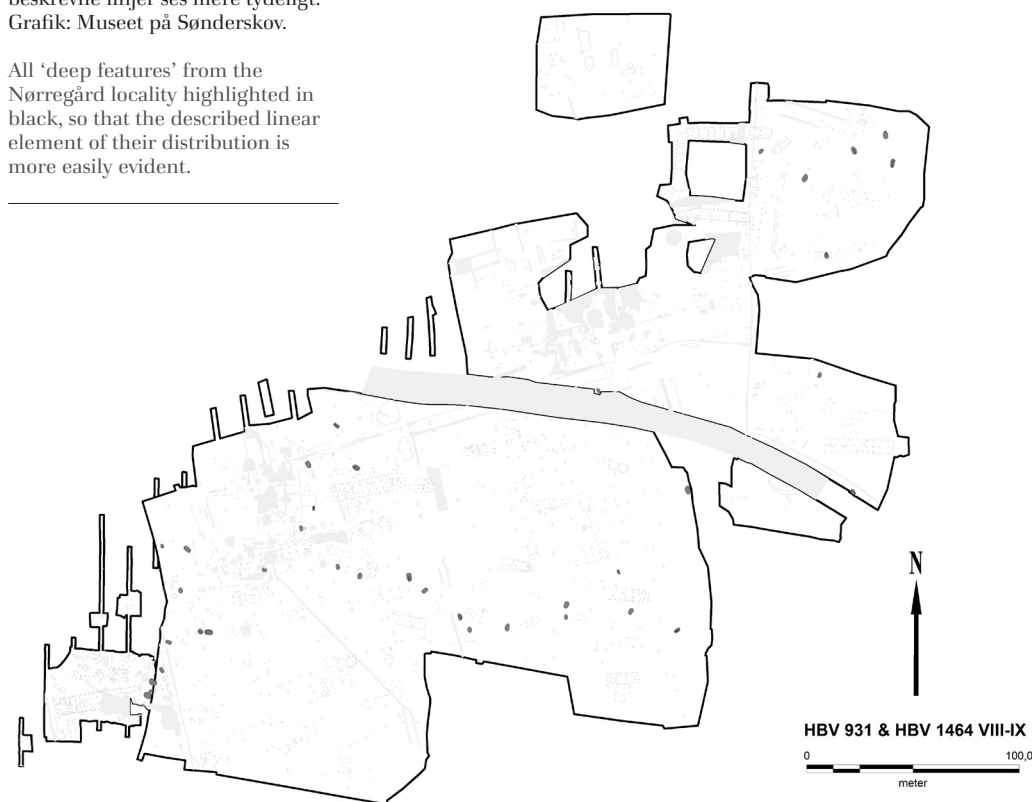 beskrevne linjer ses mere tydeligt.
Grafik: Museet på Sønderskov.
All ‘deep features’ from the
Nørregård locality highlighted in
black, so that the described linear
element of their distribution is
more easily evident.
N
HBV 931 & HBV 1464 VIII-IX
0 100,0
meter